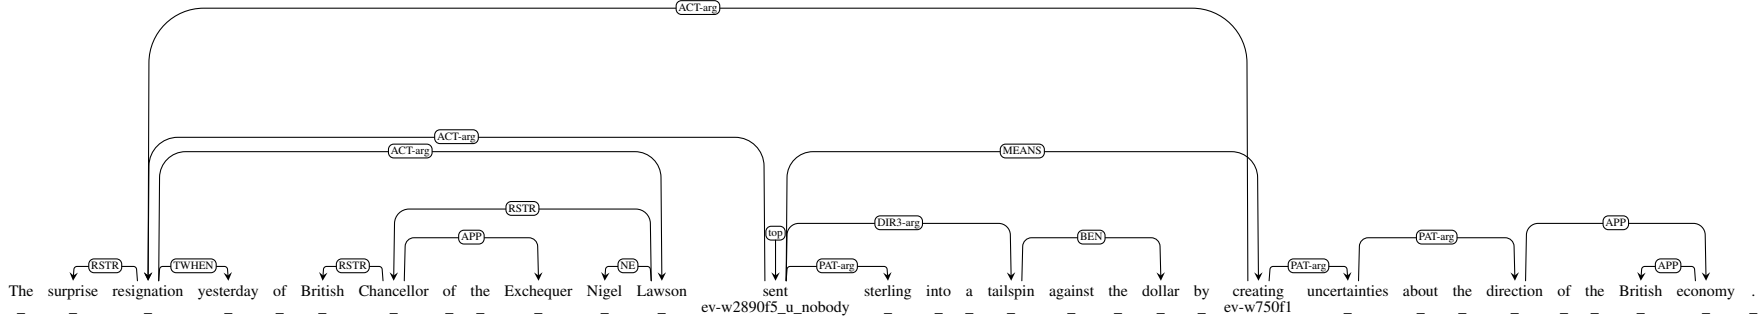 ACT-arg
ACT-arg
ACT-arg MEANS
RSTR DIR3-arg APP
APP top BEN PAT-arg
RSTR TWHEN RSTR NE PAT-arg PAT-arg APP
The surprise resignation yesterday of British Chancellor of the Exchequer Nigel Lawson sent sterling into a tailspin against the dollar by creating uncertainties about the direction of the British economy .
_ _ _ _ _ _ _ _ _ _ _ _ ev-w2890f5_u_nobody _ _ _ _ _ _ _ _ ev-w750f1 _ _ _ _ _ _ _ _ _